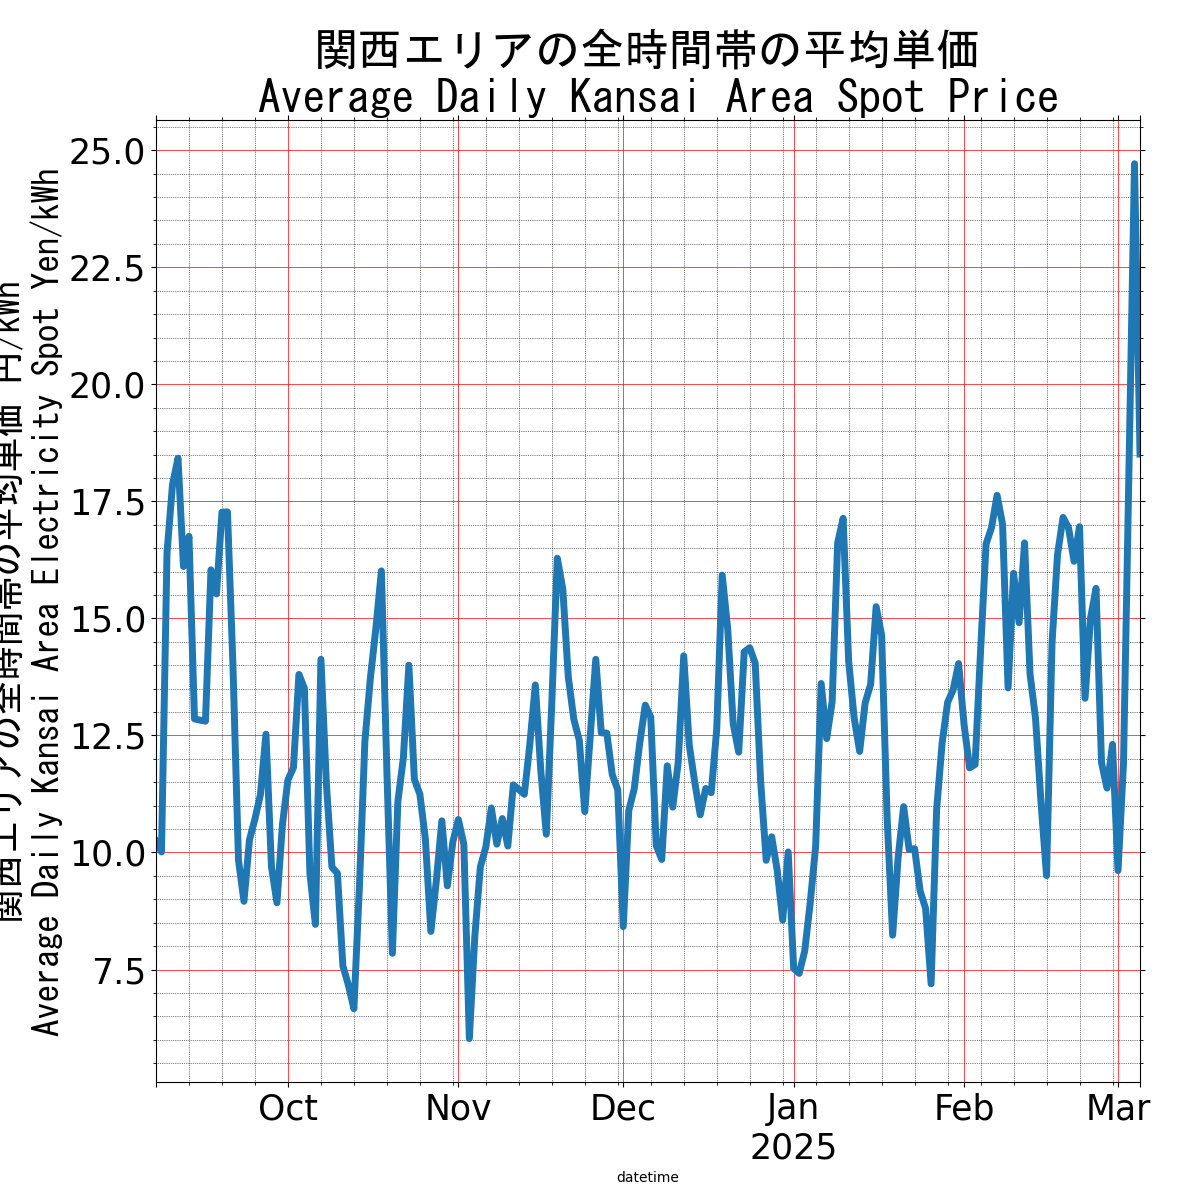 関西エリアの全時間帯の平均単価
Average Daily Kansai Area Spot Price
関西エリアの全時間帯の平均単価 円/kWh
Average Daily Kansai Area Electricity Spot Yen/kWh
25.0
22.5
20.0
17.5
15.0
12.5
10.0
7.5
Oct Nov Dec Jan Feb Mar
2025
datetime